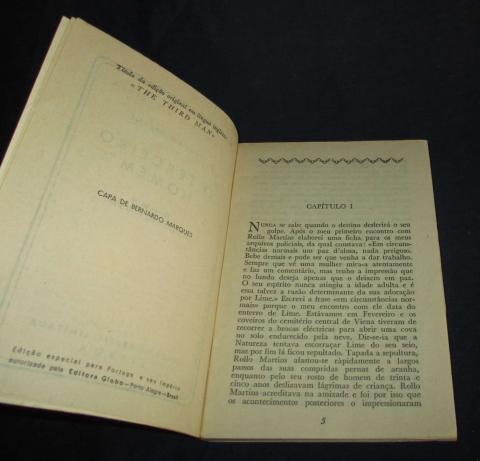 Título da edição original em língua inglesa:
«THE THIRD MAN»
CAPA DE BERNARDO MARQUES
Edição especial para Portugal e seu Império
autorizada pela Editora Globo—Porto Alegre—Brasil
CAPÍTULO I
NUNCA se sabe quando o destino desferirá o seu
golpe. Após o meu primeiro encontro com
Rollo Martins elaborei uma ficha para os meus
arquivos policiais, da qual constava: «Em circuns-
tâncias normais um paz d'alma, nada preigoso.
Bebe demais e pode ser que venha a dar trabalho.
Sempre que vê uma mulher mira-a atentamente
e faz um comentário, mas tenho a impressão que
no fundo deseja apenas que o deixem em paz.
O seu espírito nunca atingiu a idade adulta e é
essa talvez a razão determinante da sua adoração
por Lime.» Escrevi a frase «em circunstâncias nor-
mais» porque o meu encontro com ele data do
enterro de Lime. Estávamos em Fevereiro e os
coveiros do cimitério central de Viena tiveram de
recorrer a brocas eléctricas para abrir uma cova
no solo endurecido pela neve. Dir-se-ia que a
Natureza tentava escorraçar Lime do seu seio,
mas por fim lá ficou sepultado. Tapada a sepultura,
Rollo Martins afastou-se ràpidamente a largos
passos das suas compridas pernas de aranha,
enquanto pelo seu rosto de homem de trinta e
cinco anos deslizavam lágrimas de criança. Rollo
Martins acreditava na amizade e foi por isso que
os acontecimentos posteriores o impressionaram
5